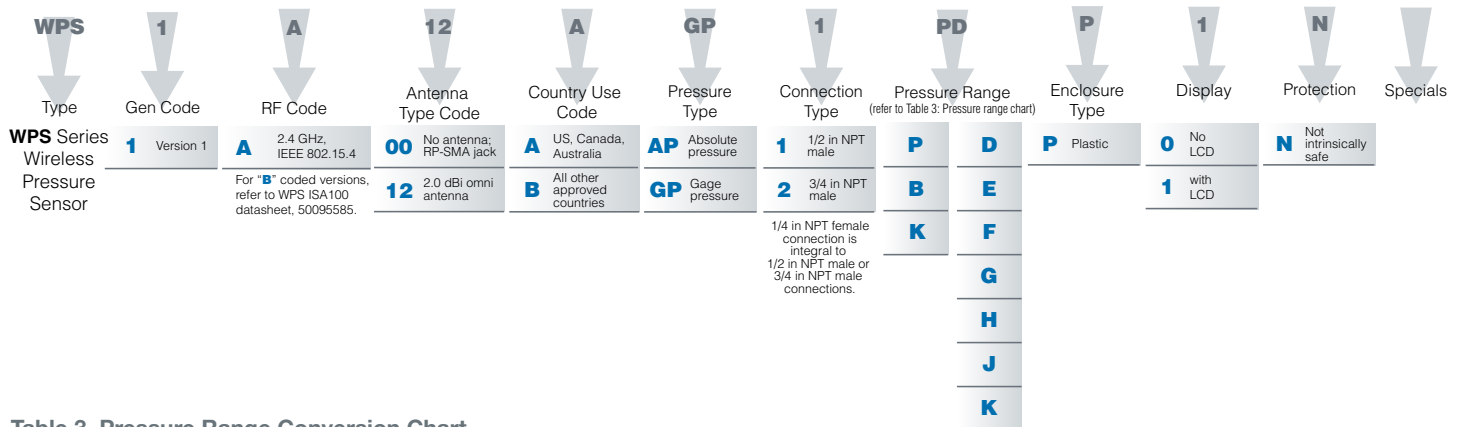 WPS 1 A 12 A GP 1 PD P 1 N
Type
Gen Code
RF Code
Antenna
Type Code
Country Use
Code
Pressure
Type
Connection
Type
Pressure Range
(refer to Table 3: Pressure range chart)
Enclosure
Type
Display
Protection
Specials
WPS Series
Wireless
Pressure
Sensor
1 Version 1
A 2.4 GHz,
IEEE 802.15.4
For “B” coded versions,
refer to WPS ISA100
datasheet, 50095585.
00 No antenna;
RP-SMA jack
12 2.0 dBi omni
antenna
A US, Canada,
Australia
B All other
approved
countries
AP Absolute
pressure
GP Gage
pressure
1 1/2 in NPT
male
2 3/4 in NPT
male
1/4 in NPT female
connection is
integral to
1/2 in NPT male or
3/4 in NPT male
connections.
P
B
K
D
E
F
G
H
J
K
P Plastic
0 No
LCD
1 with
LCD
N Not
intrinsically
safe
Table 3. Pressure Range Conversion Chart